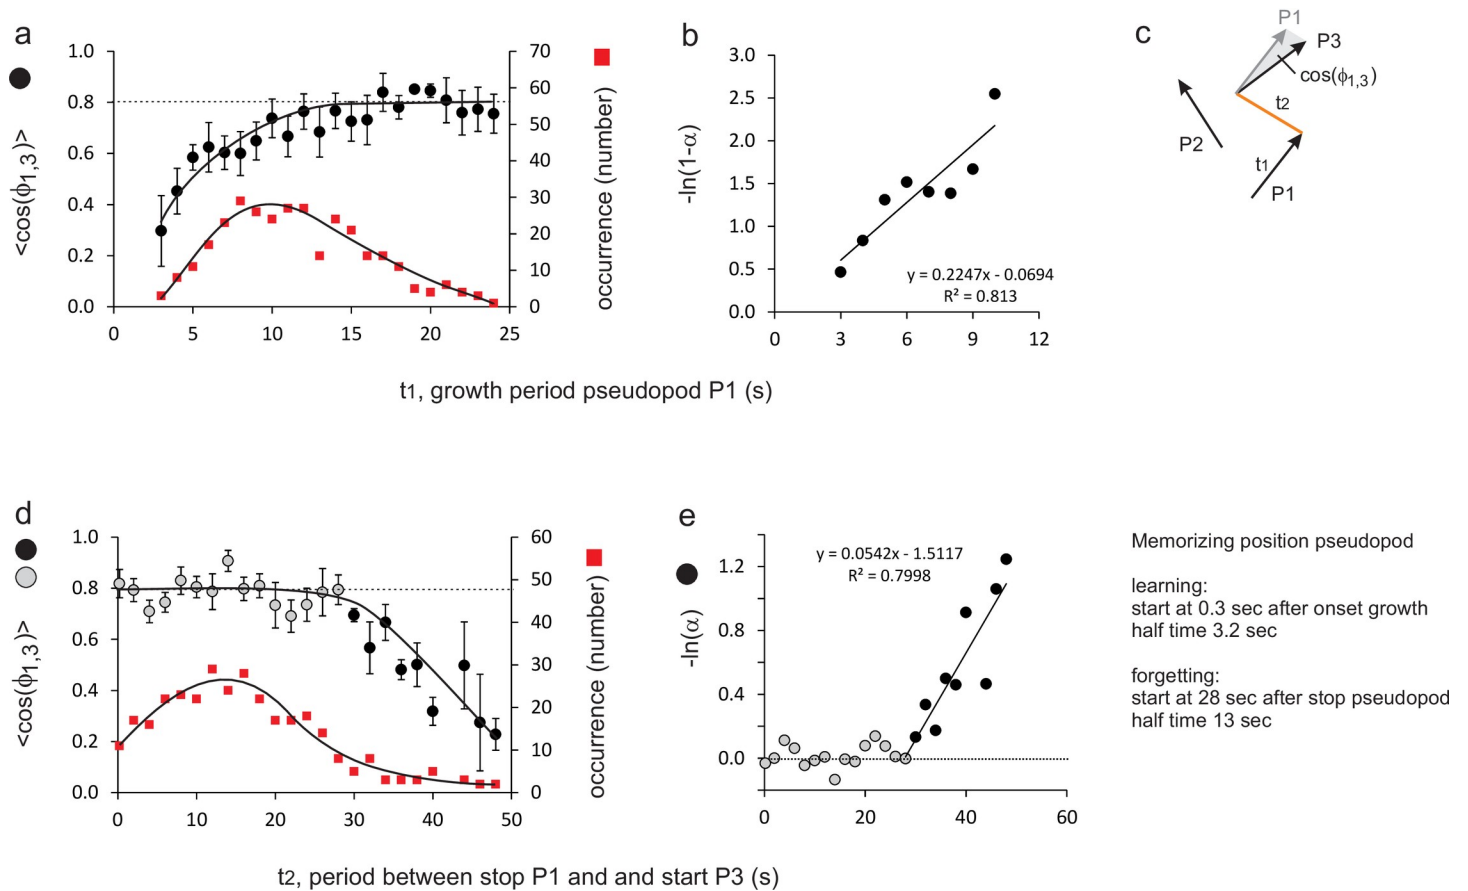 a
<cos(ϕ1,3)>
1.0
0.8
0.6
0.4
0.2
0.0
70
60
50
40
30
20
10
0
occurrence (number)
0 5 10 15 20 25
b
-ln(1-α)
3.0
2.5
2.0
1.5
1.0
0.5
0.0
y = 0.2247x - 0.0694
R² = 0.813
0 3 6 9 12
t1, growth period pseudopod P1 (s)
c
P1
P3
cos(ϕ1,3)
t2
P2
t1
P1
d
<cos(ϕ1,3)>
1.0
0.8
0.6
0.4
0.2
0.0
60
50
40
30
20
10
0
occurrence (number)
0 10 20 30 40 50
e
-ln(α)
1.2
0.8
0.4
0.0
y = 0.0542x - 1.5117
R² = 0.7998
0 20 40 60
t2, period between stop P1 and and start P3 (s)
Memorizing position pseudopod
learning:
start at 0.3 sec after onset growth
half time 3.2 sec
forgetting:
start at 28 sec after stop pseudopod
half time 13 sec